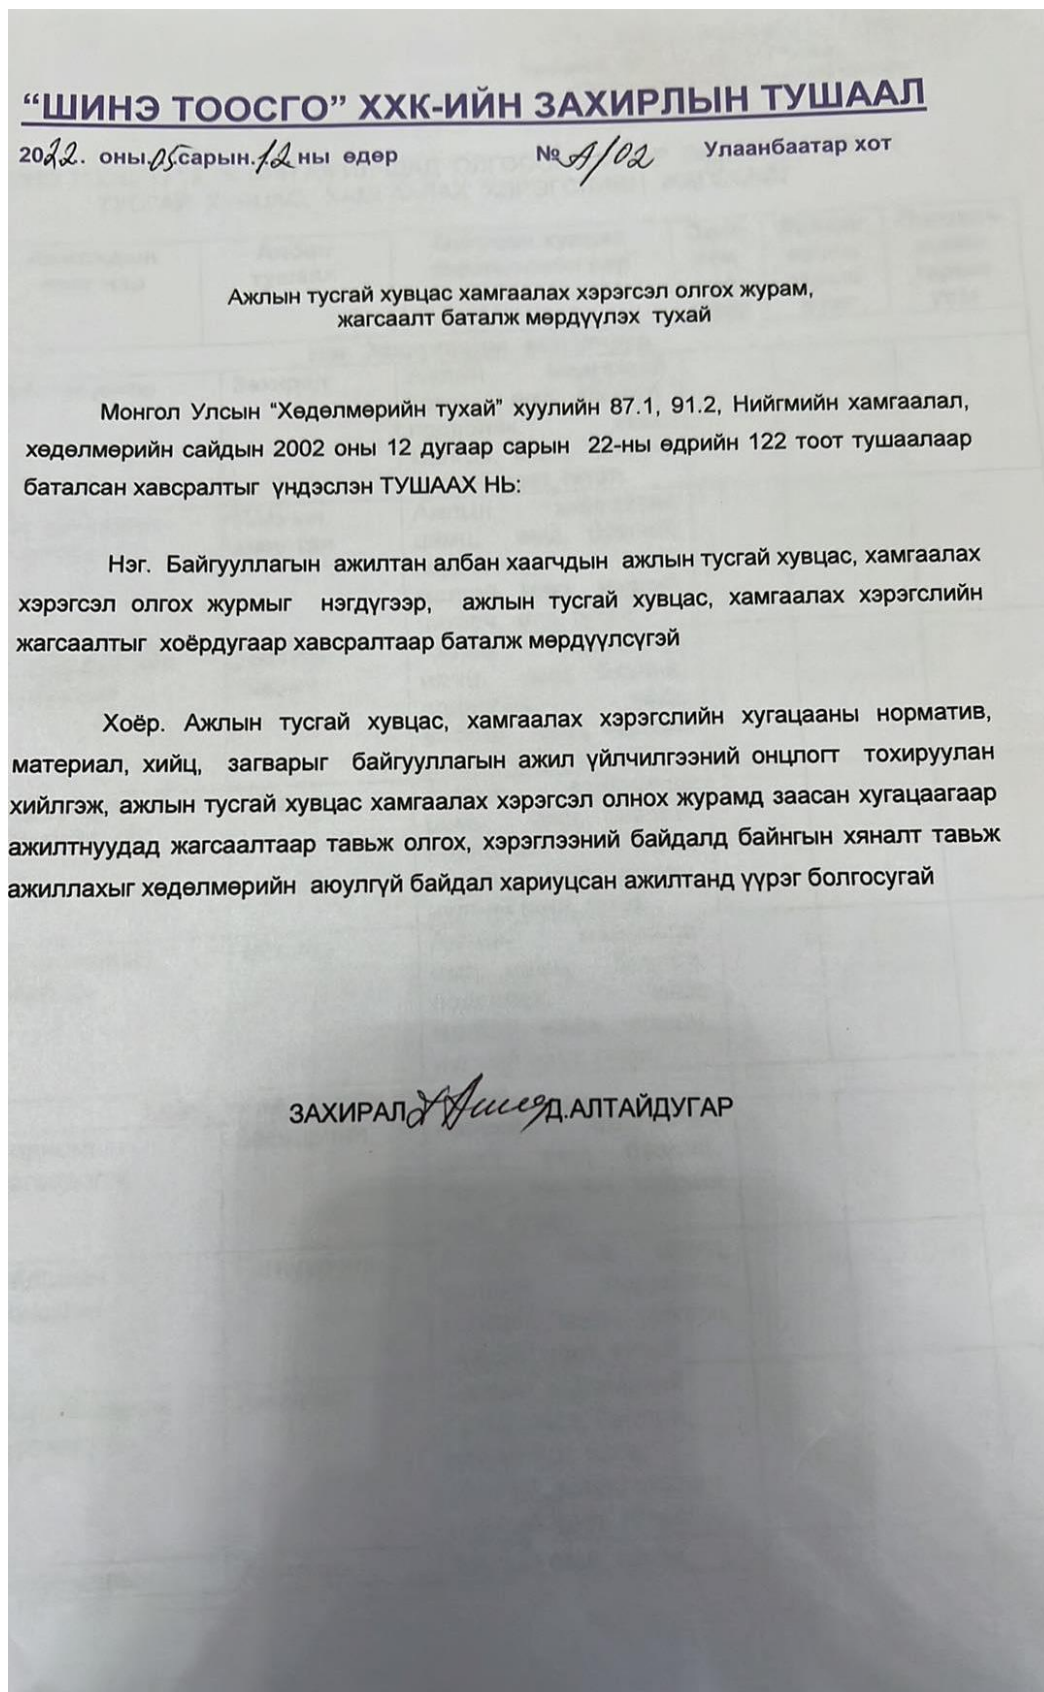 “ШИНЭ ТООСГО” ХХК-ИЙН ЗАХИРЛЫН ТУШААЛ
2022. оны.05 сарын.12 ны өдөр №А/02 Улаанбаатар хот
Ажлын тусгай хувцас хамгаалах хэрэгсэл олгох журам,
жагсаалт баталж мөрдүүлэх тухай
Монгол Улсын “Хөдөлмөрийн тухай” хуулийн 87.1, 91.2, Нийгмийн хамгаалал,
хөдөлмөрийн сайдын 2002 оны 12 дугаар сарын 22-ны өдрийн 122 тоот тушаалаар
баталсан хавсралтыг үндэслэн ТУШААХ НЬ:
Нэг. Байгууллагын ажилтан албан хаагчдын ажлын тусгай хувцас, хамгаалах
хэрэгсэл олгох журмыг нэгдүгээр, ажлын тусгай хувцас, хамгаалах хэрэгслийн
жагсаалтыг хоёрдугаар хавсралтаар баталж мөрдүүлсүгэй
Хоёр. Ажлын тусгай хувцас, хамгаалах хэрэгслийн хугацааны норматив,
материал, хийц, загварыг байгууллагын ажил үйлчилгээний онцлогт тохируулан
хийлгэж, ажлын тусгай хувцас хамгаалах хэрэгсэл олнох журамд заасан хугацаагаар
ажилтнуудад жагсаалтаар тавьж олгох, хэрэглээний байдалд байнгын хяналт тавьж
ажиллахыг хөдөлмөрийн аюулгүй байдал хариуцсан ажилтанд үүрэг болгосугай
ЗАХИРАЛ Д.АЛТАЙДУГАР